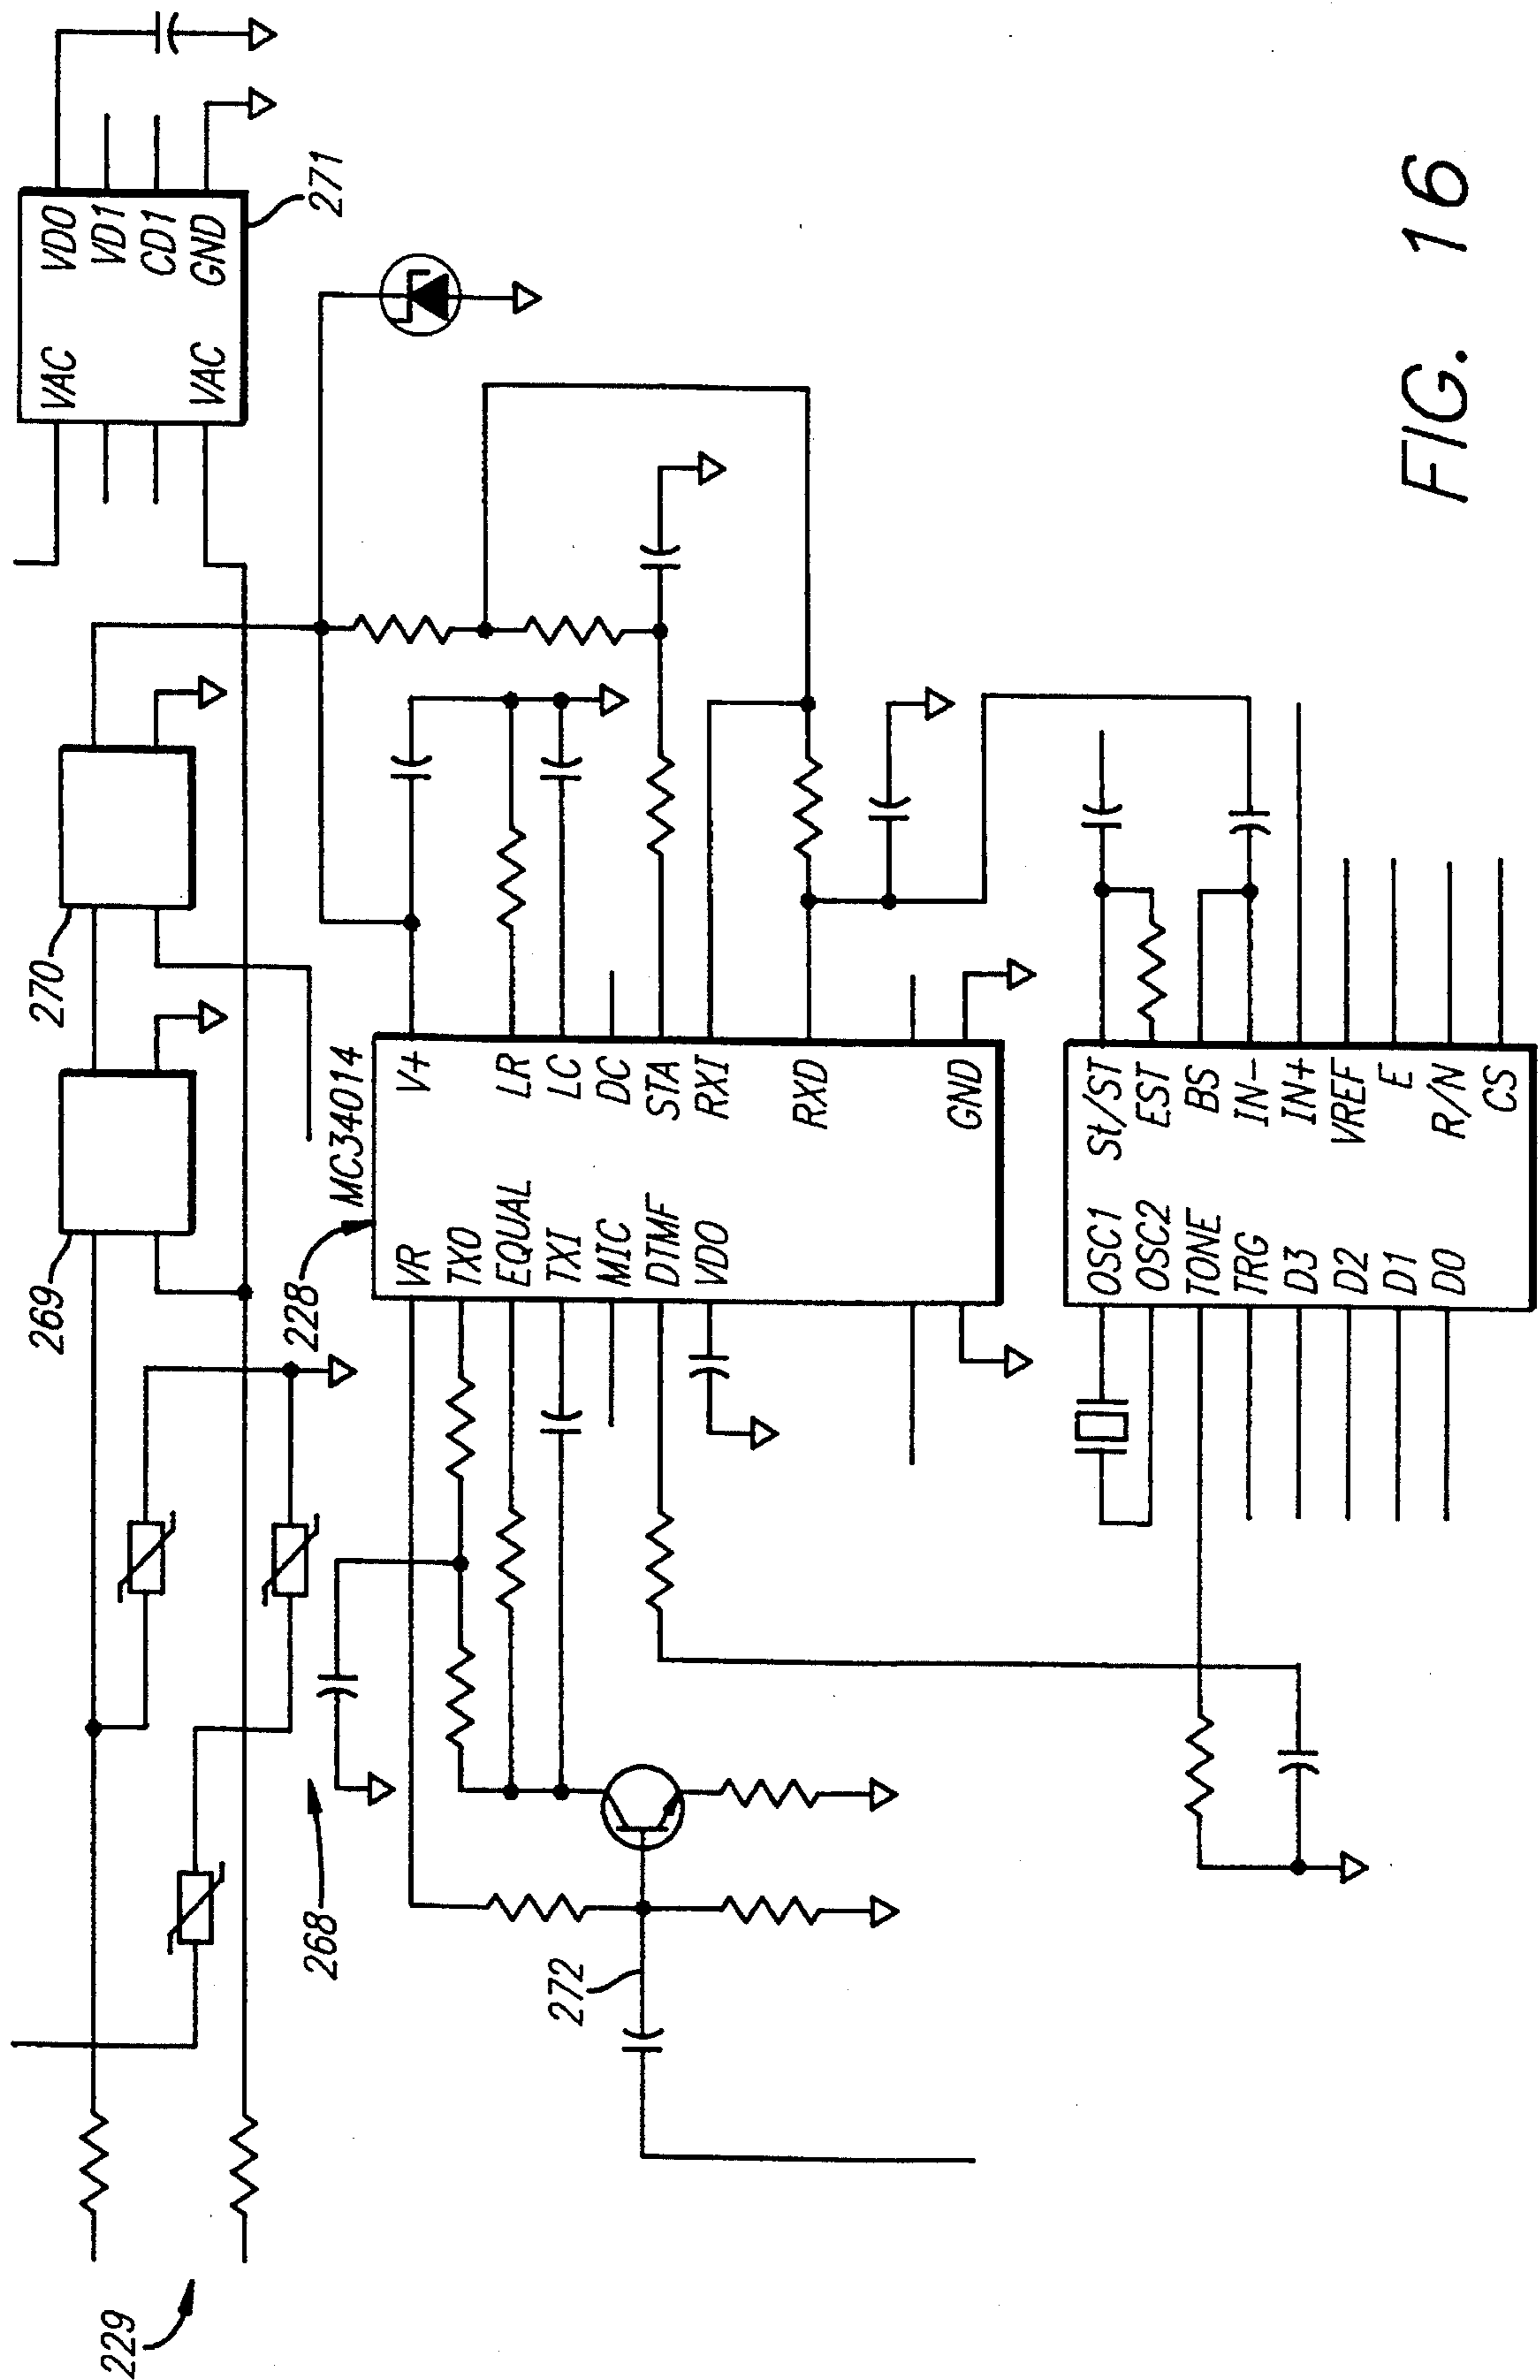 229
269
270
VAC
VAC
VDO
VD1
CD1
GND
271
268
272
228
MC34014
VR
TXO
EQUAL
TXI
MIC
DTMF
VDO
V+
LR
LC
DC
STA
RXI
RXD
GND
OSC1
OSC2
TONE
TRG
D3
D2
D1
D0
St/ST
EST
BS
IN-
IN+
VREF
E
R/N
CS
FIG. 16